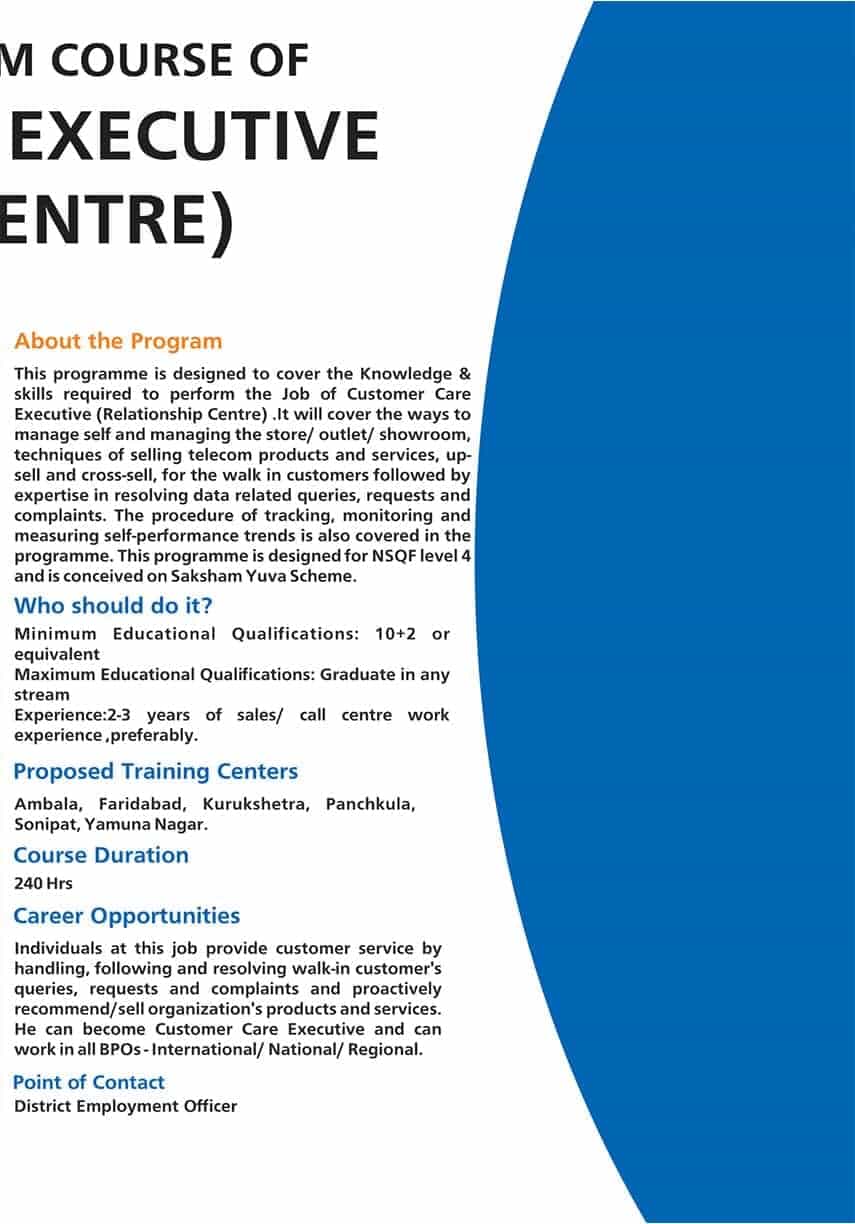 M COURSE OF
EXECUTIVE
ENTRE)
About the Program
This programme is designed to cover the Knowledge &
skills required to perform the Job of Customer Care
Executive (Relationship Centre) .It will cover the ways to
manage self and managing the store/ outlet/ showroom,
techniques of selling telecom products and services, up-
sell and cross-sell, for the walk in customers followed by
expertise in resolving data related queries, requests and
complaints. The procedure of tracking, monitoring and
measuring self-performance trends is also covered in the
programme. This programme is designed for NSQF level 4
and is conceived on Saksham Yuva Scheme.
Who should do it?
Minimum Educational Qualifications: 10+2 or
equivalent
Maximum Educational Qualifications: Graduate in any
stream
Experience:2-3 years of sales/ call centre work
experience ,preferably.
Proposed Training Centers
Ambala, Faridabad, Kurukshetra, Panchkula,
Sonipat, Yamuna Nagar.
Course Duration
240 Hrs
Career Opportunities
Individuals at this job provide customer service by
handling, following and resolving walk-in customer's
queries, requests and complaints and proactively
recommend/sell organization's products and services.
He can become Customer Care Executive and can
work in all BPOs - International/ National/ Regional.
Point of Contact
District Employment Officer